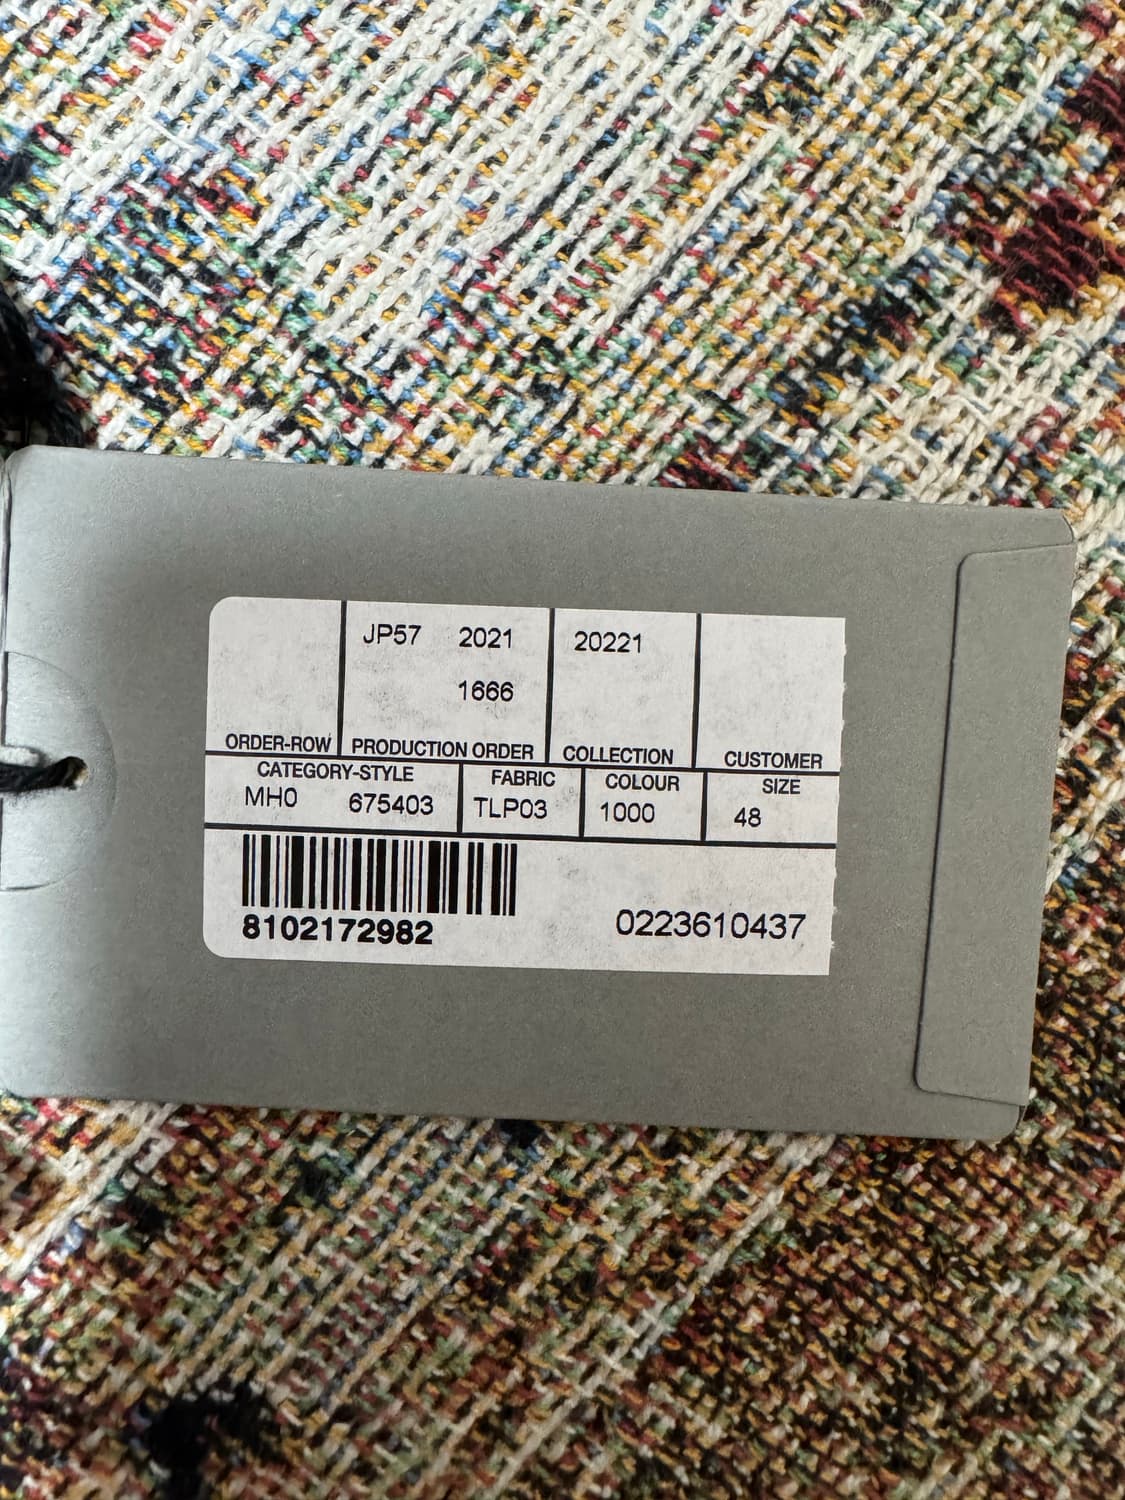 JP57 2021 20221
1666
ORDER-ROW PRODUCTION ORDER COLLECTION CUSTOMER
CATEGORY-STYLE FABRIC COLOUR SIZE
MH0 675403 TLP03 1000 48
8102172982 0223610437